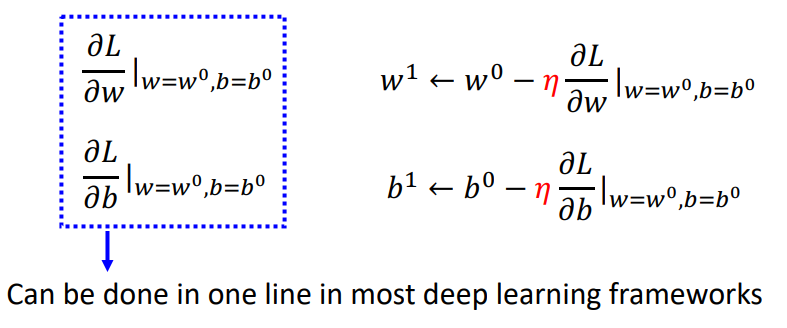 ∂L/∂w |w=w⁰,b=b⁰ w¹ ← w⁰ − η ∂L/∂w |w=w⁰,b=b⁰
∂L/∂b |w=w⁰,b=b⁰ b¹ ← b⁰ − η ∂L/∂b |w=w⁰,b=b⁰
Can be done in one line in most deep learning frameworks